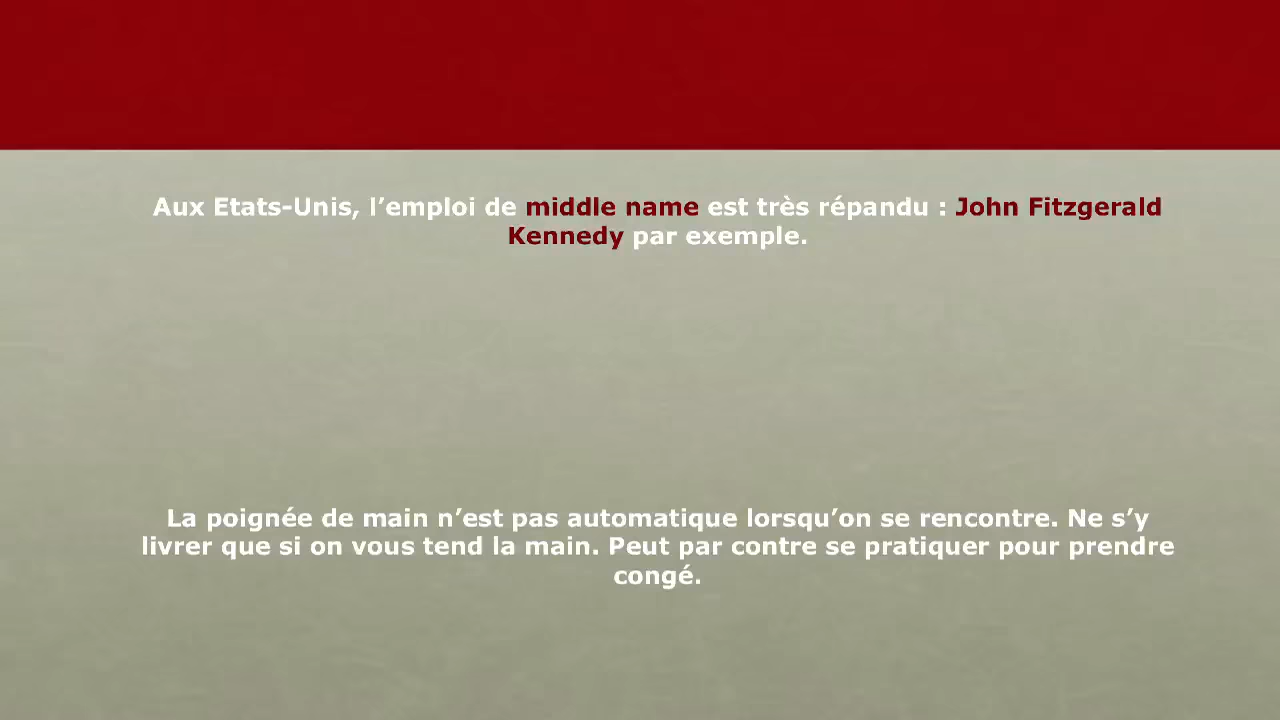 Aux Etats-Unis, l’emploi de middle name est très répandu : John Fitzgerald
Kennedy par exemple.
La poignée de main n’est pas automatique lorsqu’on se rencontre. Ne s’y
livrer que si on vous tend la main. Peut par contre se pratiquer pour prendre
congé.